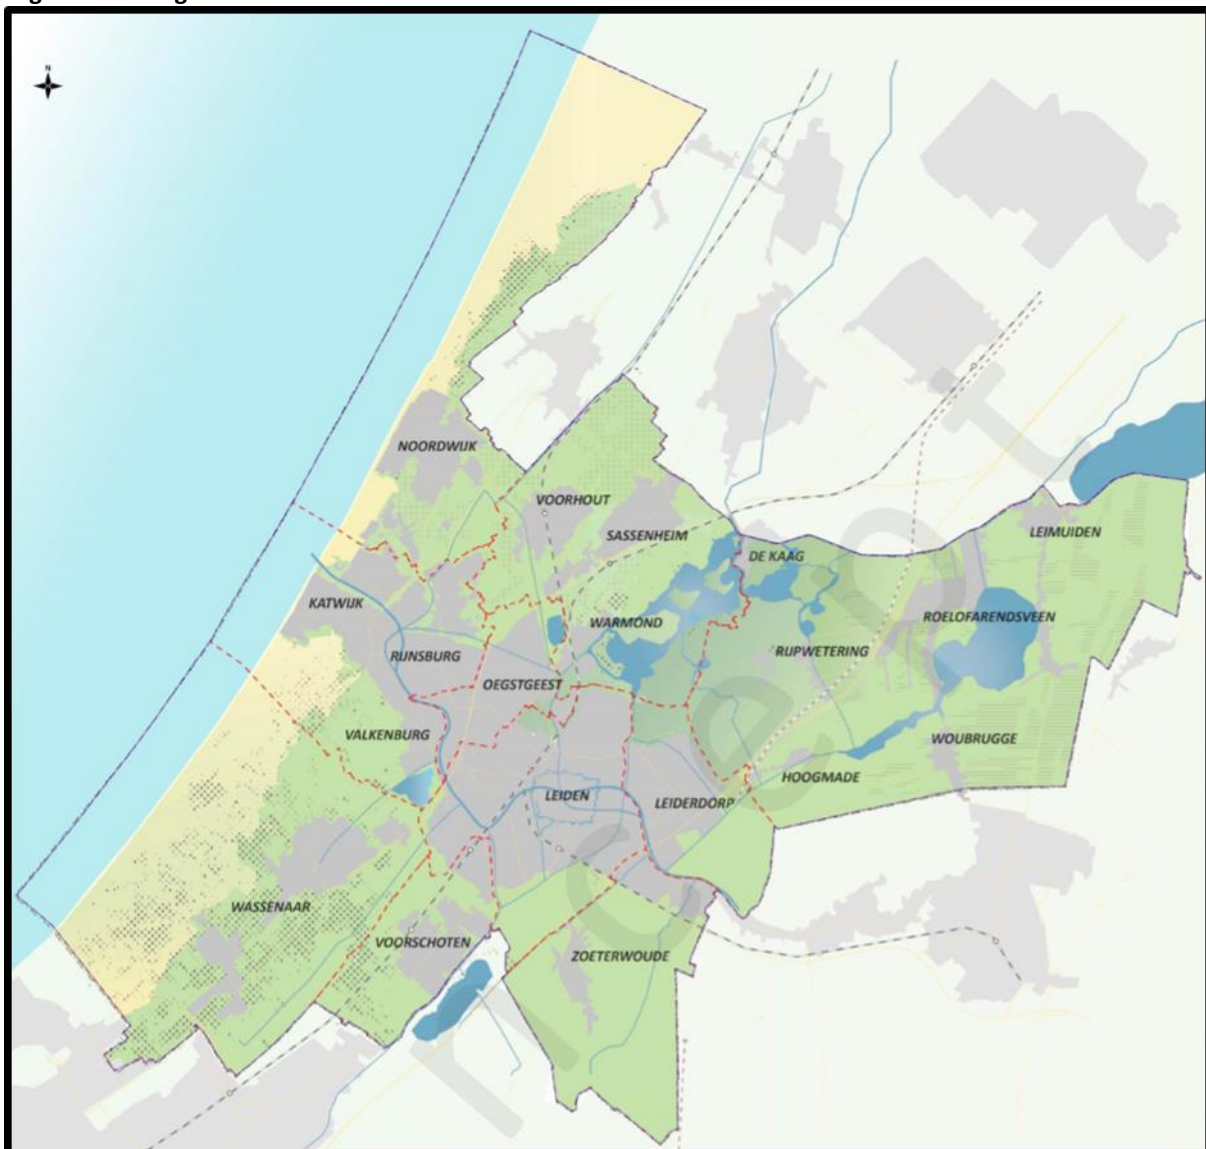 N
NOORDWIJK
VOORHOUT
SASSENHEIM
LEIMUIDEN
DE KAAG
KATWIJK
WARMOND
ROELOFARENDSVEEN
RIJNSBURG
RIJPWETERING
OEGSTGEEST
VALKENBURG
WOUBRUGGE
HOOGMADE
LEIDEN
LEIDERDORP
WASSENAAR
VOORSCHOTEN
ZOETERWOUDE